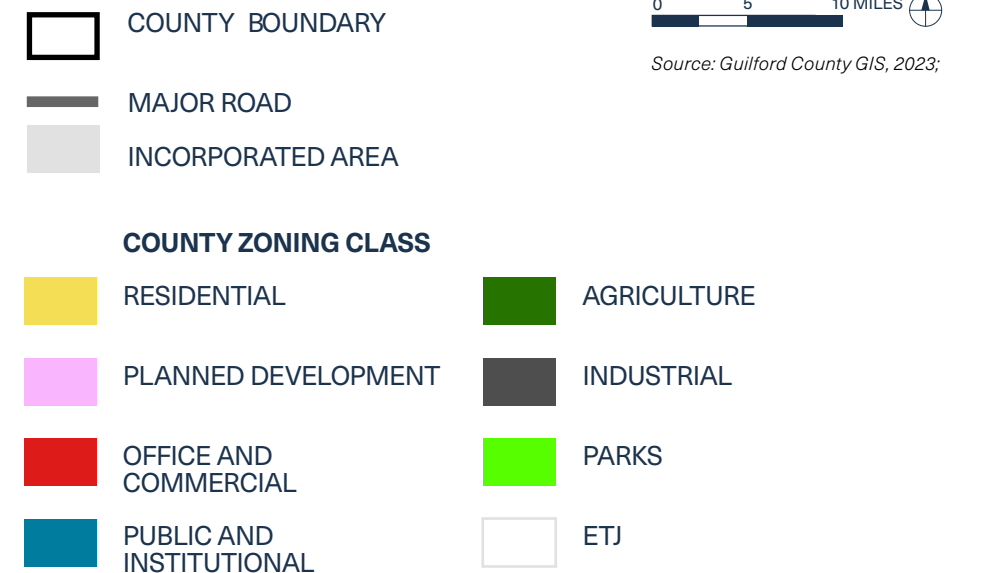 COUNTY BOUNDARY
0 5 10 MILES
Source: Guilford County GIS, 2023;
MAJOR ROAD
INCORPORATED AREA
COUNTY ZONING CLASS
RESIDENTIAL
PLANNED DEVELOPMENT
OFFICE AND
COMMERCIAL
PUBLIC AND
INSTITUTIONAL
AGRICULTURE
INDUSTRIAL
PARKS
ETJ